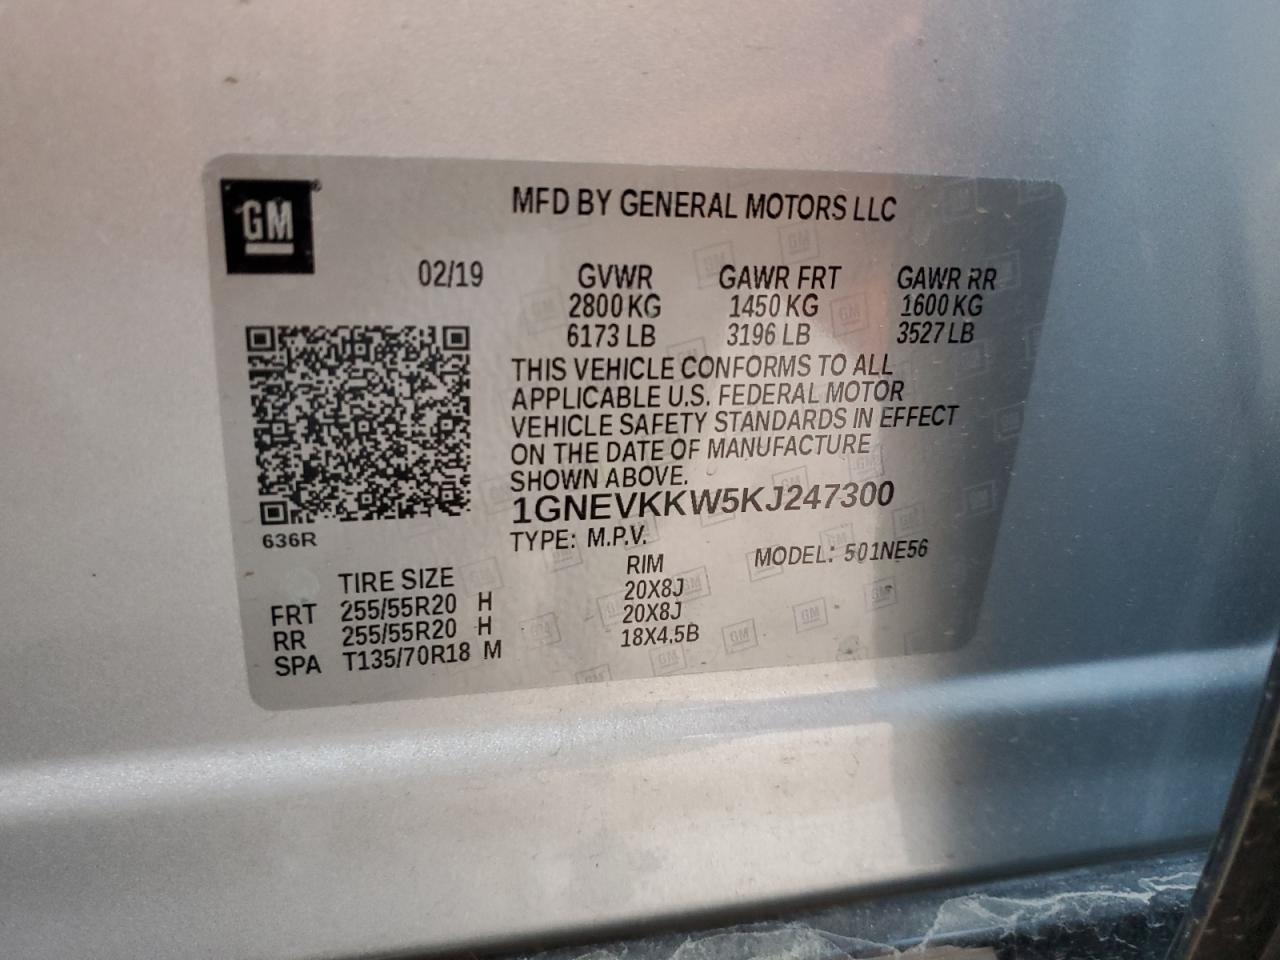 GM
MFD BY GENERAL MOTORS LLC
02/19
GVWR GAWR FRT GAWR RR
2800 KG 1450 KG 1600 KG
6173 LB 3196 LB 3527 LB
THIS VEHICLE CONFORMS TO ALL
APPLICABLE U.S. FEDERAL MOTOR
VEHICLE SAFETY STANDARDS IN EFFECT
ON THE DATE OF MANUFACTURE
SHOWN ABOVE.
1GNEVKKW5KJ247300
636R
TYPE: M.P.V.
MODEL: 501NE56
TIRE SIZE RIM
FRT 255/55R20 H 20X8J
RR 255/55R20 H 20X8J
SPA T135/70R18 M 18X4.5B